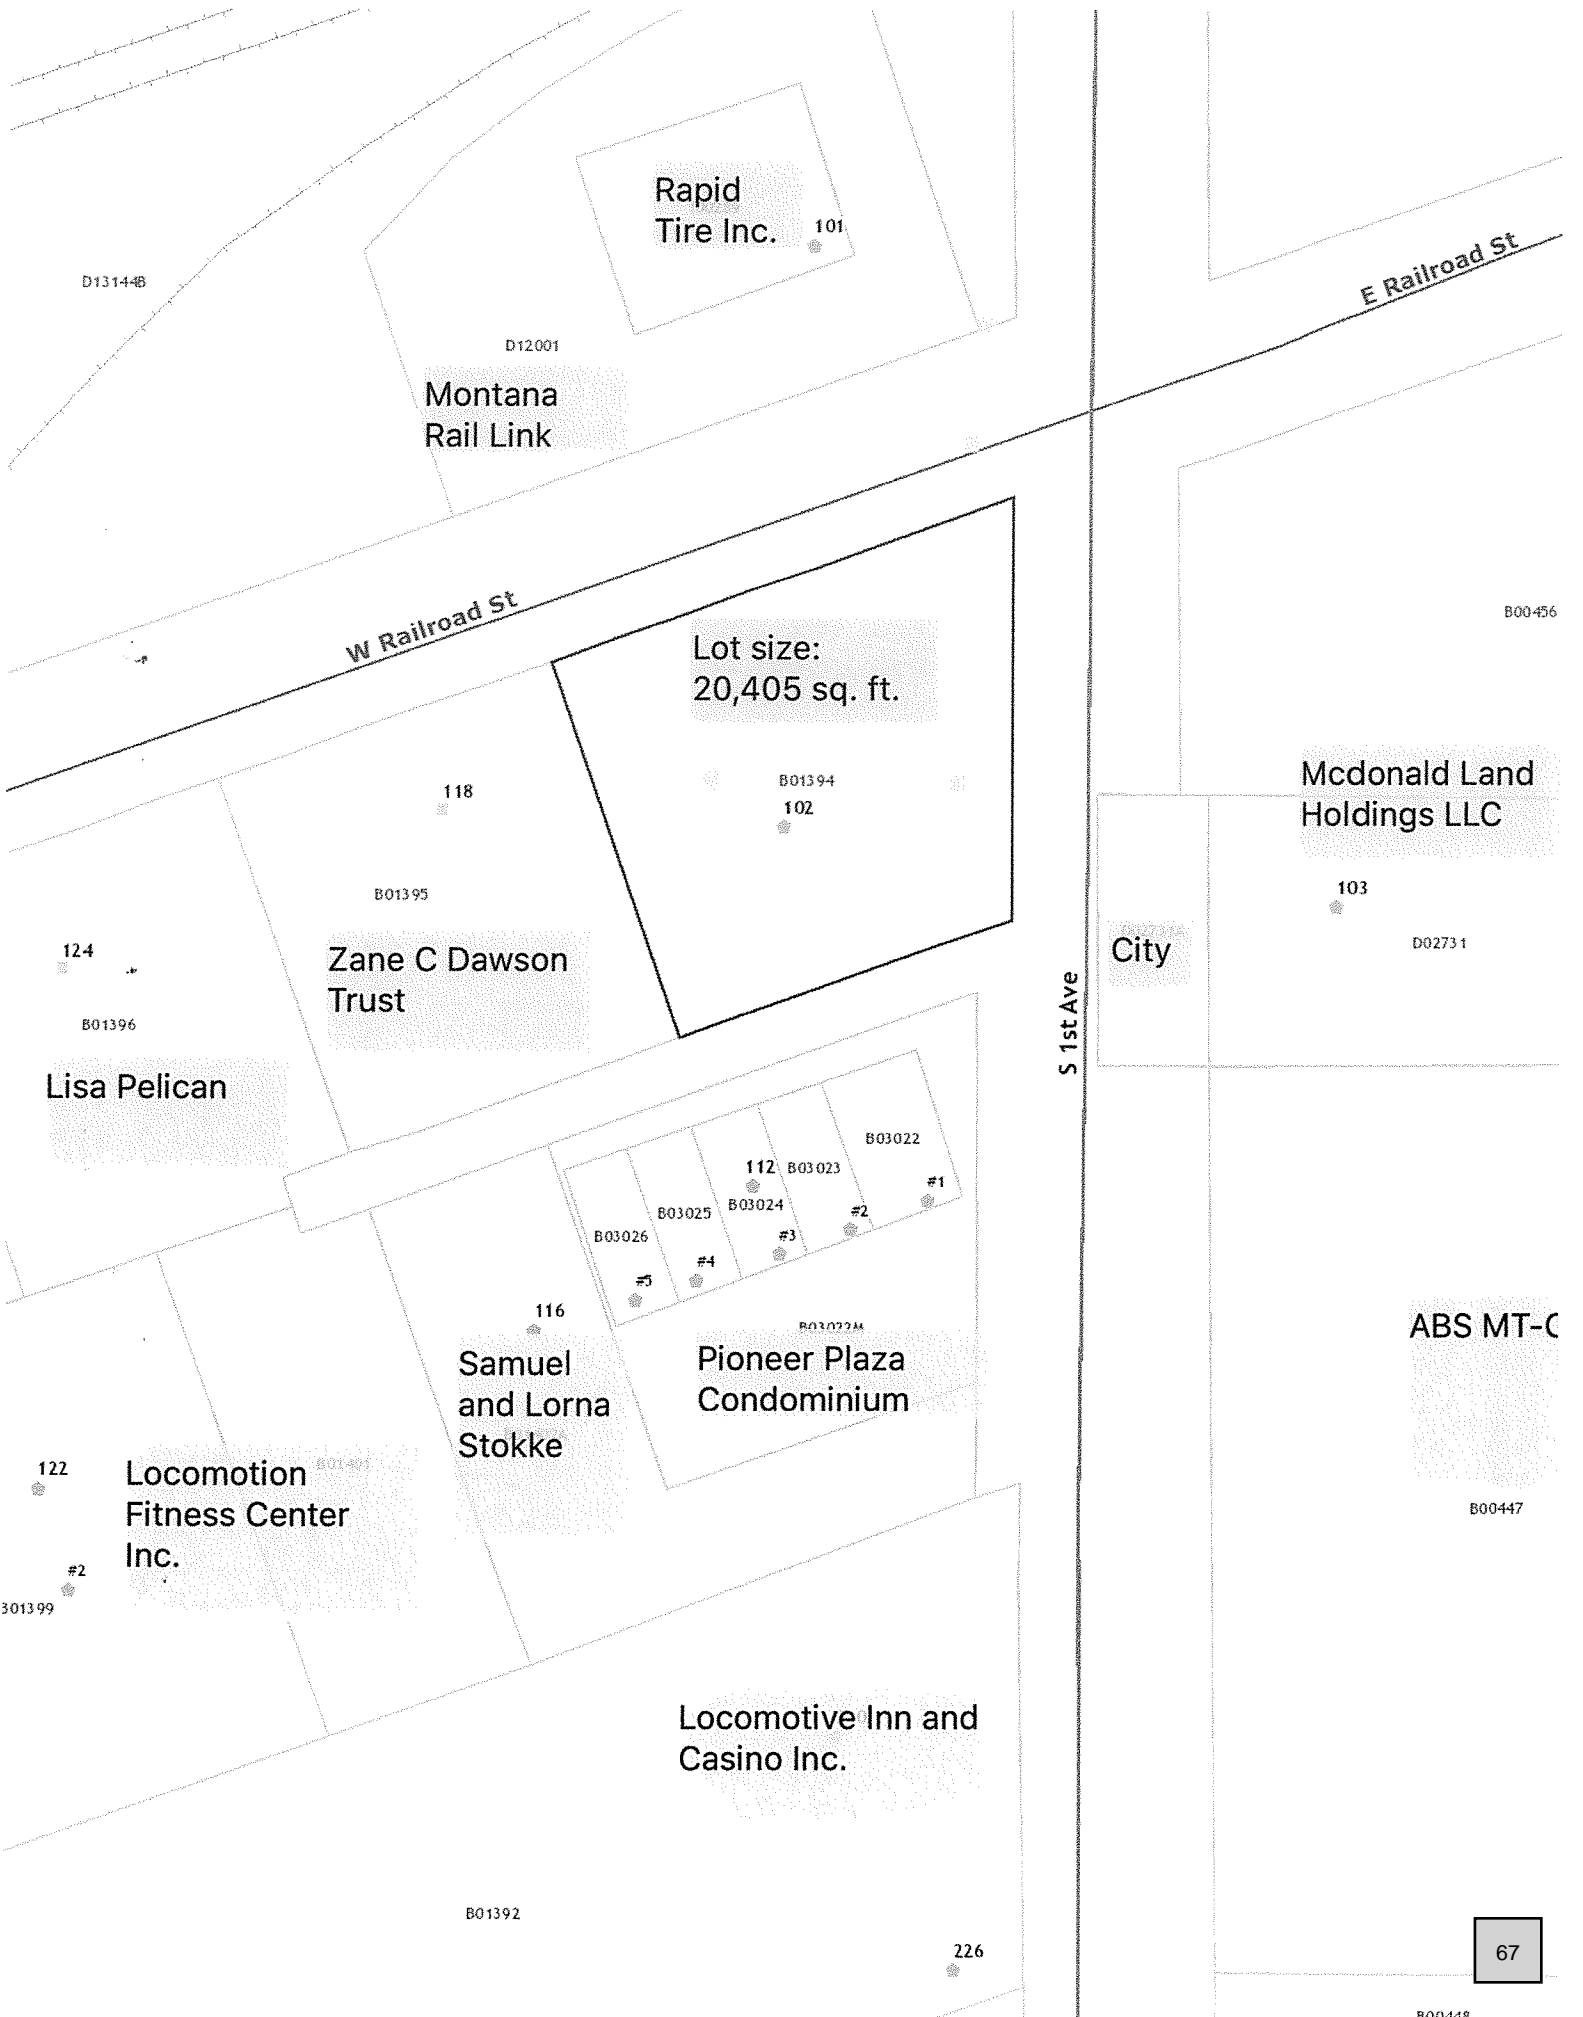 Rapid
Tire Inc.
101
E Railroad St
D13144B
D12001
Montana
Rail Link
W Railroad St
B00456
Lot size:
20,405 sq. ft.
B01394
102
118
B01395
Mcdonald Land
Holdings LLC
103
D02731
City
124
B01396
Zane C Dawson
Trust
S 1st Ave
Lisa Pelican
B03022
112
B03023
#1
B03024
B03025
#2
B03026
#3
#4
#5
116
B03022M
Samuel
and Lorna
Stokke
Pioneer Plaza
Condominium
ABS MT-
122
Locomotion
Fitness Center
Inc.
B01401
B00447
#2
301399
Locomotive Inn and
Casino Inc.
B01392
226
67
B00448